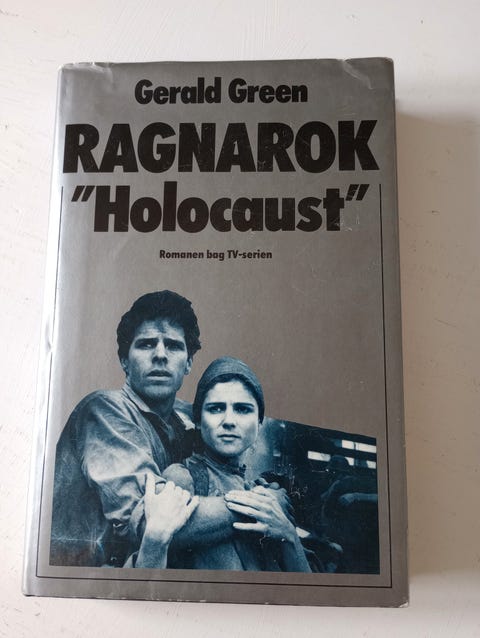 Gerald Green
RAGNAROK
"Holocaust"
Romanen bag TV-serien